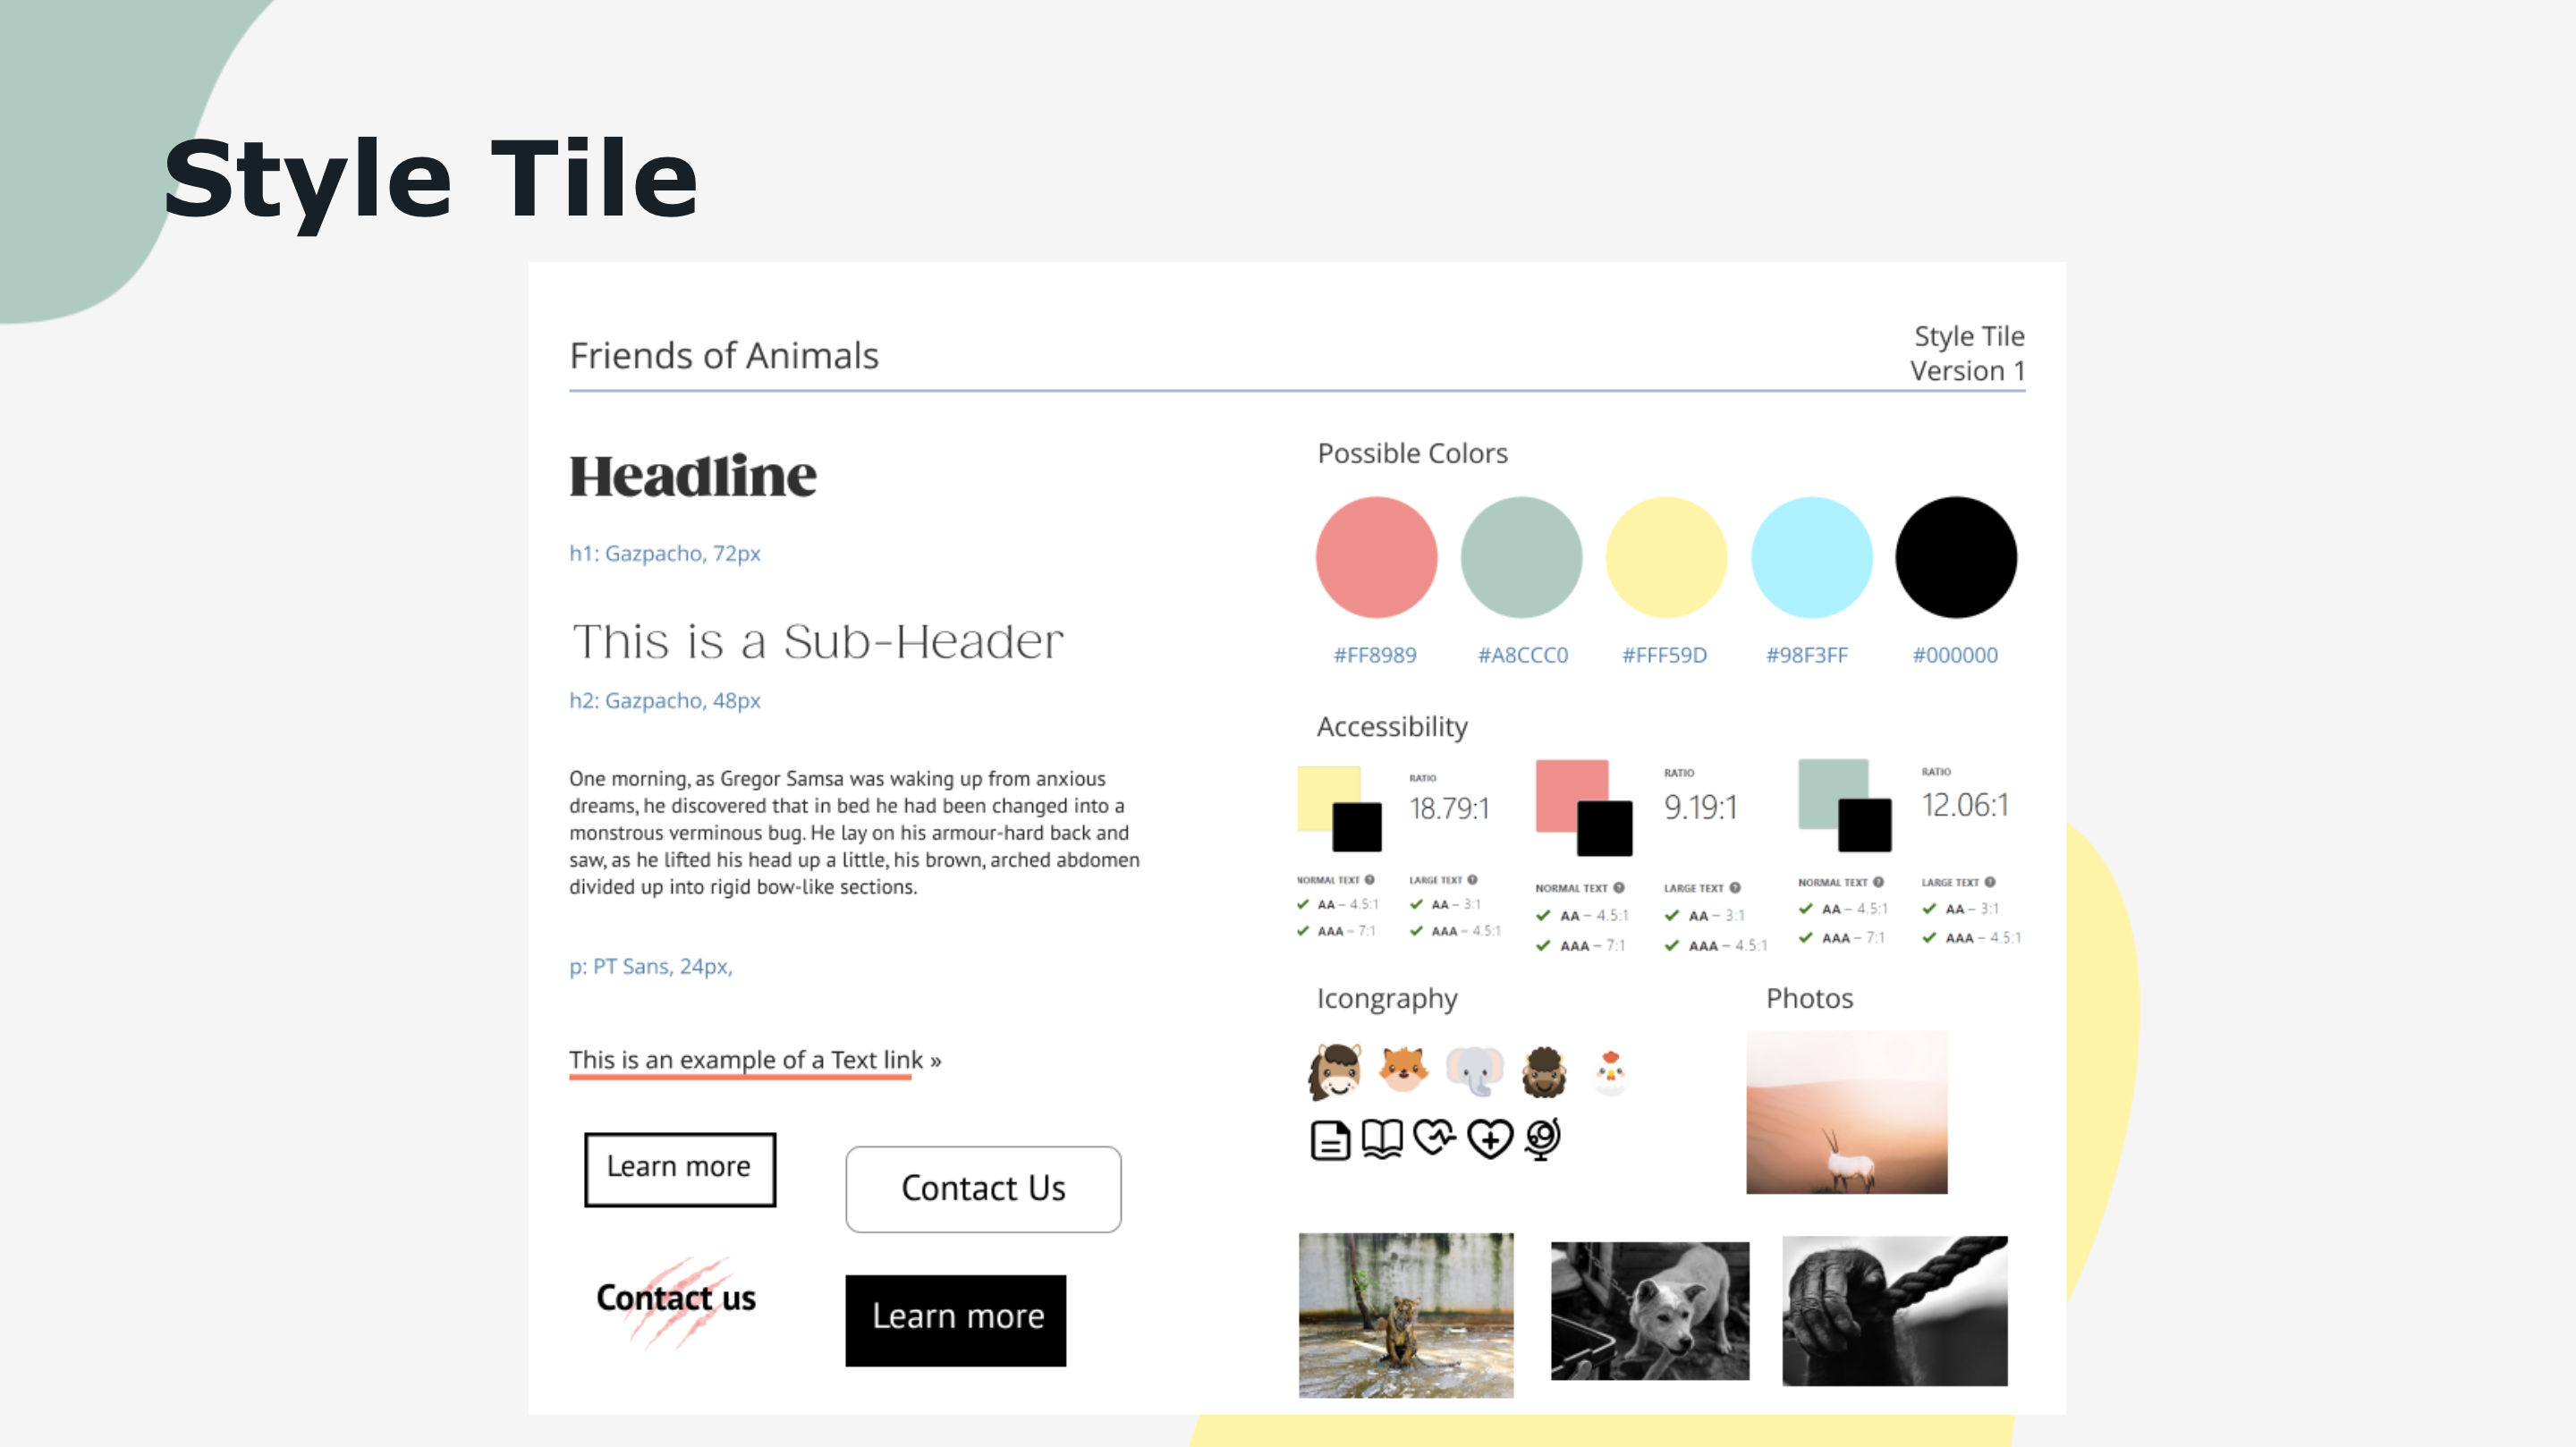 Style Tile
Friends of Animals
Style Tile
Version 1
Headline
h1: Gazpacho, 72px
This is a Sub-Header
h2: Gazpacho, 48px
One morning, as Gregor Samsa was waking up from anxious
dreams, he discovered that in bed he had been changed into a
monstrous verminous bug. He lay on his armour-hard back and
saw, as he lifted his head up a little, his brown, arched abdomen
divided up into rigid bow-like sections.
p: PT Sans, 24px,
This is an example of a Text link »
Learn more
Contact Us
Contact us
Learn more
Possible Colors
#FF8989 #A8CCC0 #FFF59D #98F3FF #000000
Accessibility
RATIO
18.79:1
NORMAL TEXT LARGE TEXT
AA – 4.5:1 AA – 3:1
AAA – 7:1 AAA – 4.5:1
RATIO
9.19:1
NORMAL TEXT LARGE TEXT
AA – 4.5:1 AA – 3:1
AAA – 7:1 AAA – 4.5:1
RATIO
12.06:1
NORMAL TEXT LARGE TEXT
AA – 4.5:1 AA – 3:1
AAA – 7:1 AAA – 4.5:1
Icongraphy
Photos